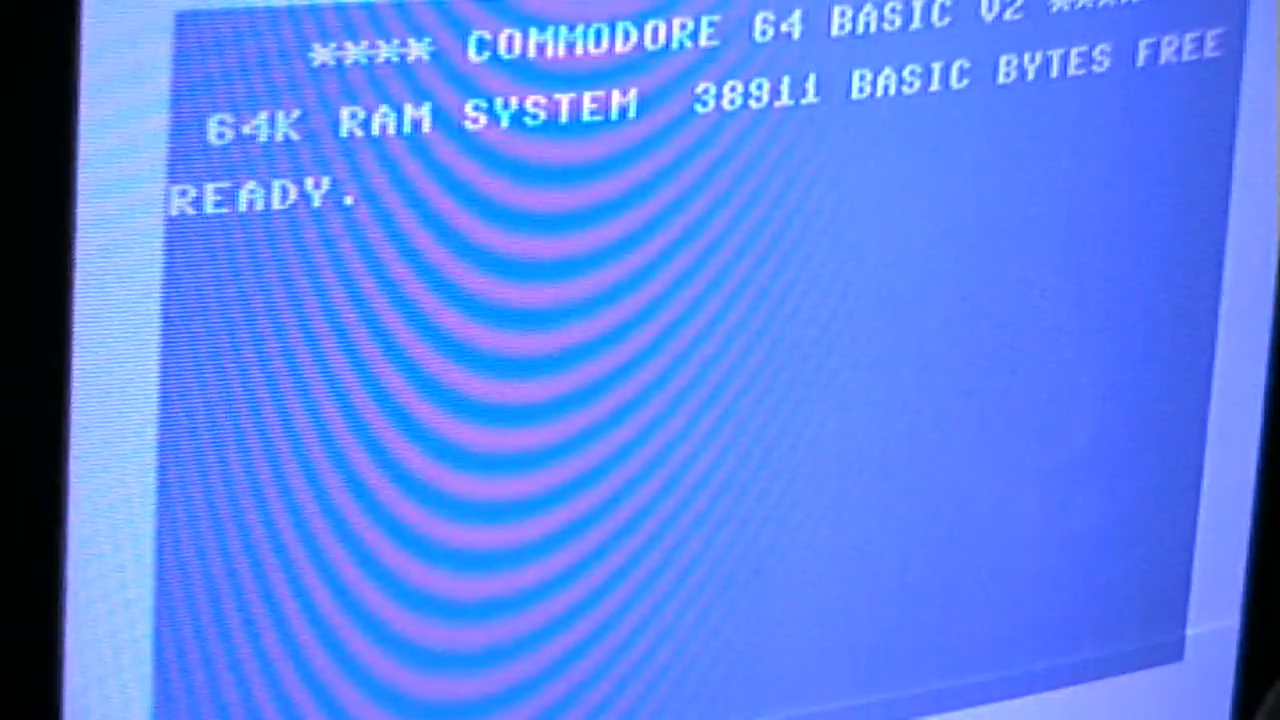 **** COMMODORE 64 BASIC V2 ****
64K RAM SYSTEM 38911 BASIC BYTES FREE
READY.